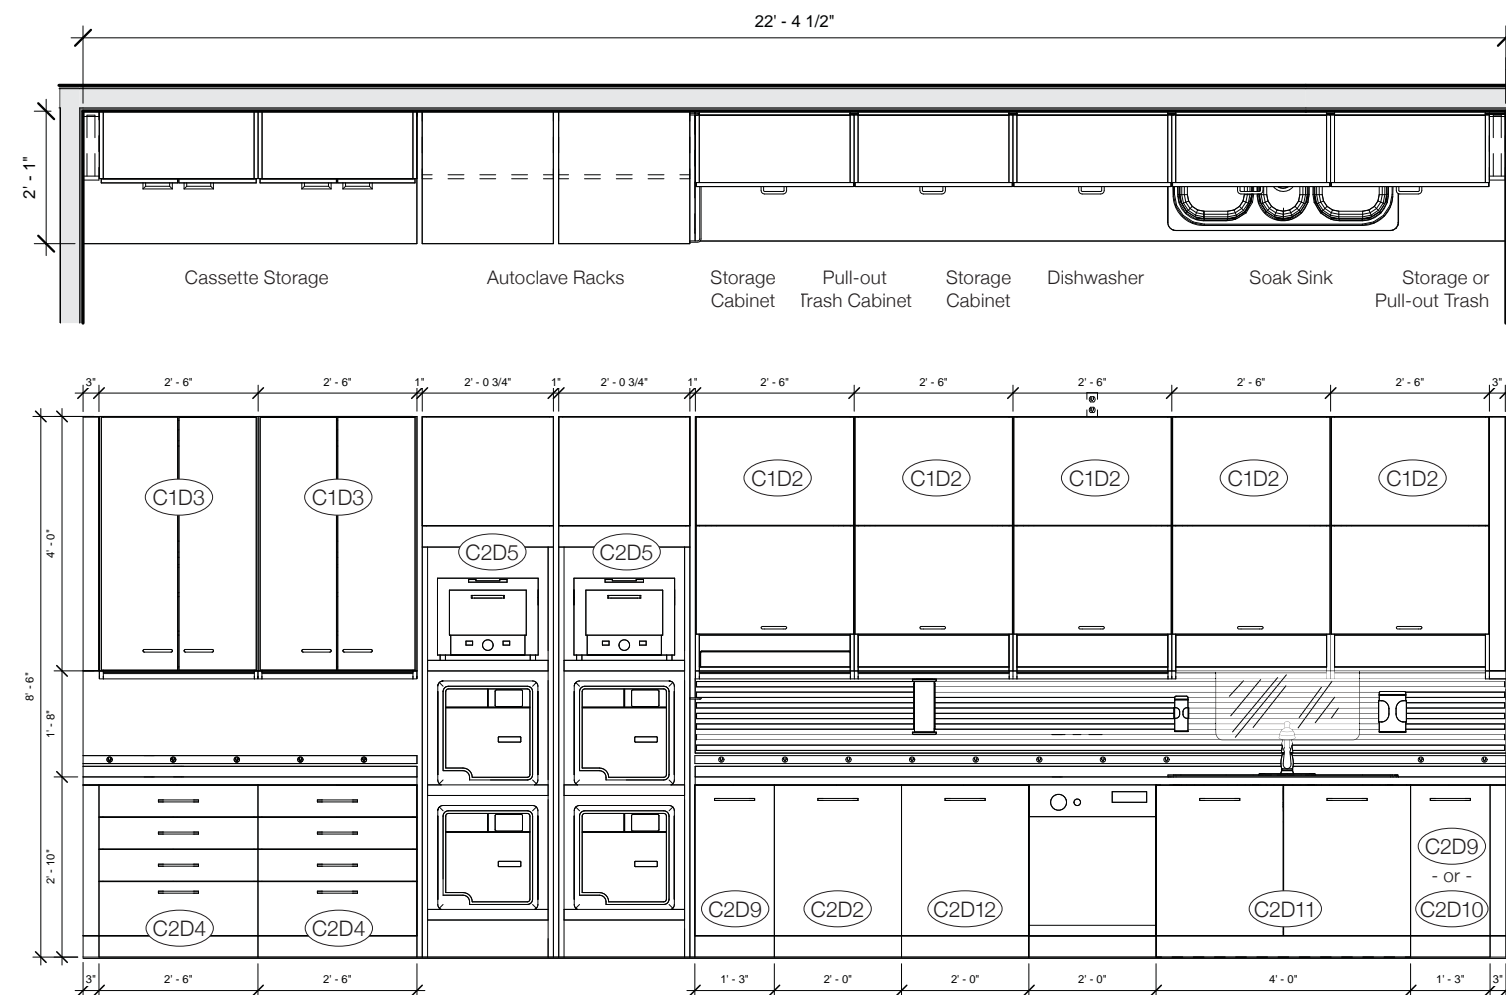 22' - 4 1/2"
2' - 1"
Cassette Storage
Autoclave Racks
Storage
Cabinet
Pull-out
Trash Cabinet
Storage
Cabinet
Dishwasher
Soak Sink
Storage or
Pull-out Trash
3" 2' - 6" 2' - 6" 1" 2' - 0 3/4" 2' - 0 3/4" 1" 2' - 6" 2' - 6" 2' - 6" 2' - 6" 2' - 6" 3"
C1D3 C1D3 C1D2 C1D2 C1D2 C1D2 C1D2
4' - 0"
C2D5 C2D5
8' - 6"
1' - 8"
2' - 10"
C2D9
- or -
C2D4 C2D4 C2D9 C2D2 C2D12 C2D11 C2D10
3" 2' - 6" 2' - 6" 1' - 3" 2' - 0" 2' - 0" 2' - 0" 4' - 0" 1' - 3" 3"